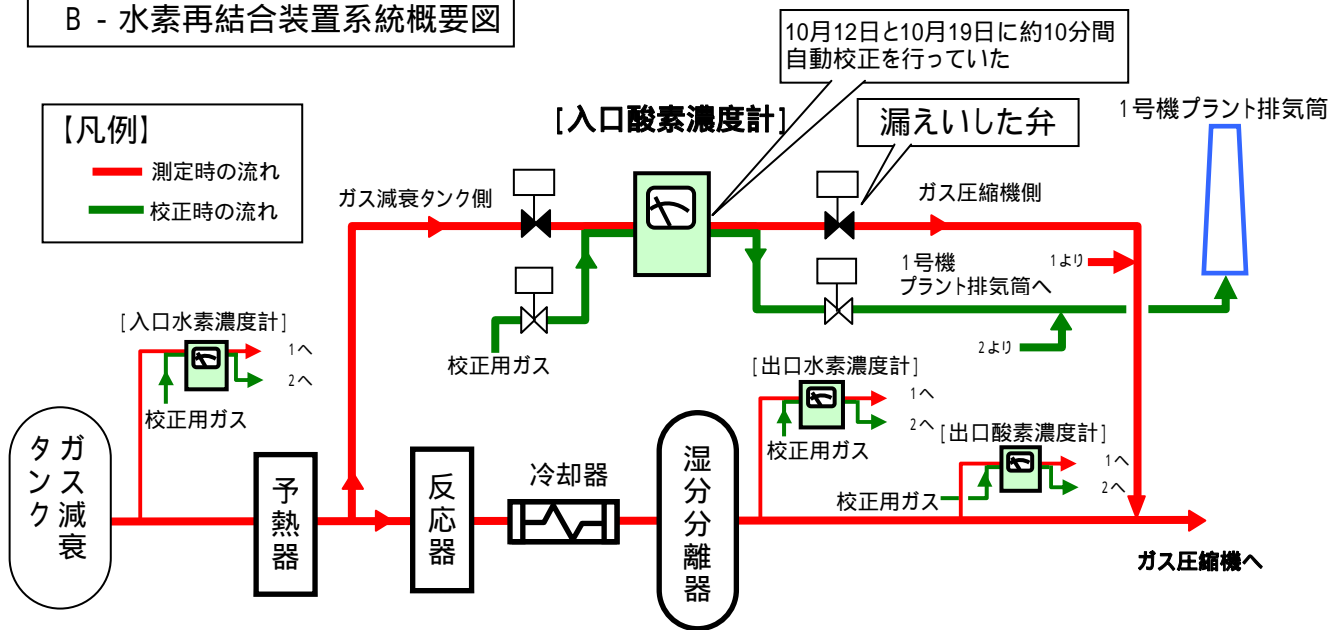 B - 水素再結合装置系統概要図
10月12日と10月19日に約10分間
自動校正を行っていた
【凡例】
測定時の流れ
校正時の流れ
[入口酸素濃度計]
漏えいした弁
1号機プラント排気筒
ガス減衰タンク側
ガス圧縮機側
1号機
プラント排気筒へ
1より
2より
校正用ガス
[入口水素濃度計]
1へ
2へ
校正用ガス
[出口水素濃度計]
1へ
2へ
校正用ガス
[出口酸素濃度計]
1へ
2へ
校正用ガス
ガス減衰
タンク
予熱器
反応器
冷却器
湿分分離器
ガス圧縮機へ